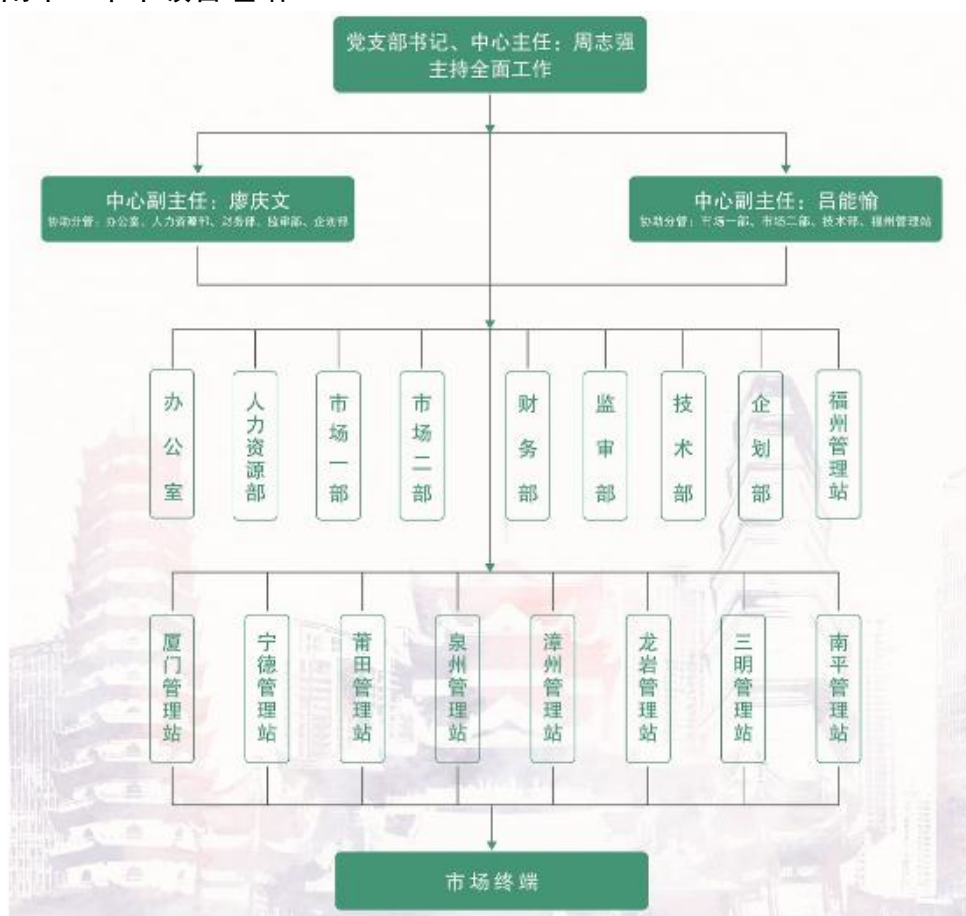 党支部书记、中心主任：周志强
主持全面工作
中心副主任：廖庆文
协助分管：办公室、人力资源部、财务部、监审部、企划部
中心副主任：吕能愉
协助分管：市场一部、市场二部、技术部、福州管理站
办公室
人力资源部
市场一部
市场二部
财务部
监审部
技术部
企划部
福州管理站
厦门管理站
宁德管理站
莆田管理站
泉州管理站
漳州管理站
龙岩管理站
三明管理站
南平管理站
市场终端